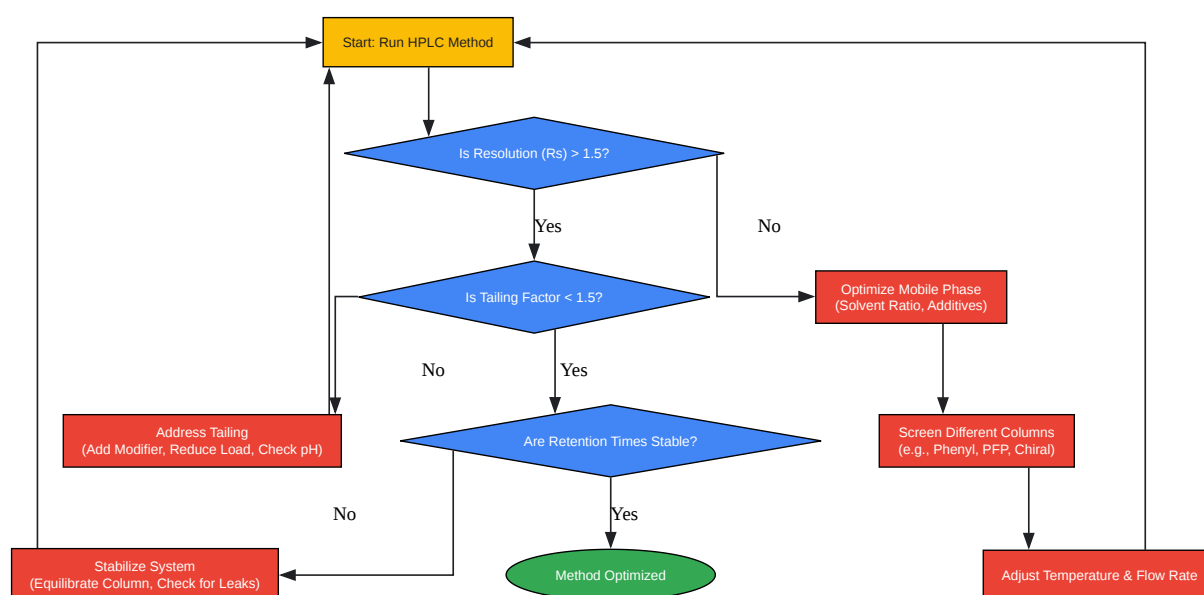 Start: Run HPLC Method
Is Resolution (Rs) > 1.5?
Yes
No
Is Tailing Factor < 1.5?
Optimize Mobile Phase
(Solvent Ratio, Additives)
No
Yes
Address Tailing
(Add Modifier, Reduce Load, Check pH)
Are Retention Times Stable?
Screen Different Columns
(e.g., Phenyl, PFP, Chiral)
No
Yes
Stabilize System
(Equilibrate Column, Check for Leaks)
Method Optimized
Adjust Temperature & Flow Rate